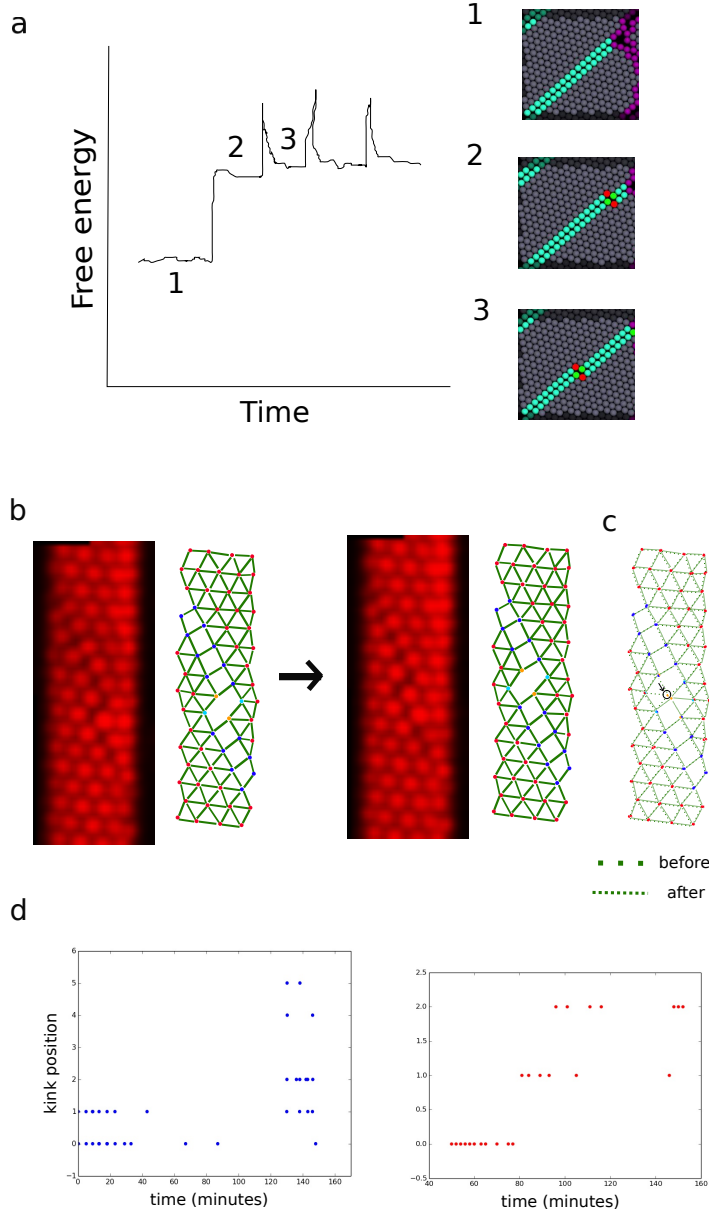 a
Free energy
Time
1
2
3
1
2
3
b
c
before
after
d
kink position
6
5
4
3
2
1
0
−1
0 20 40 60 80 100 120 140 160
time (minutes)
2.5
2.0
1.5
1.0
0.5
0.0
−0.5
40 60 80 100 120 140 160
time (minutes)